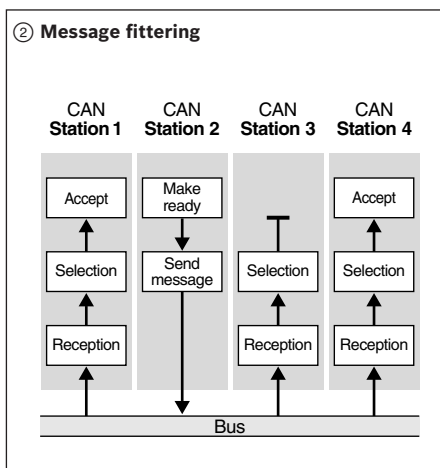 ② Message fittering
CAN
Station 1
CAN
Station 2
CAN
Station 3
CAN
Station 4
Accept
Make
ready
Accept
Selection
Send
message
Selection
Selection
Reception
Reception
Reception
Bus